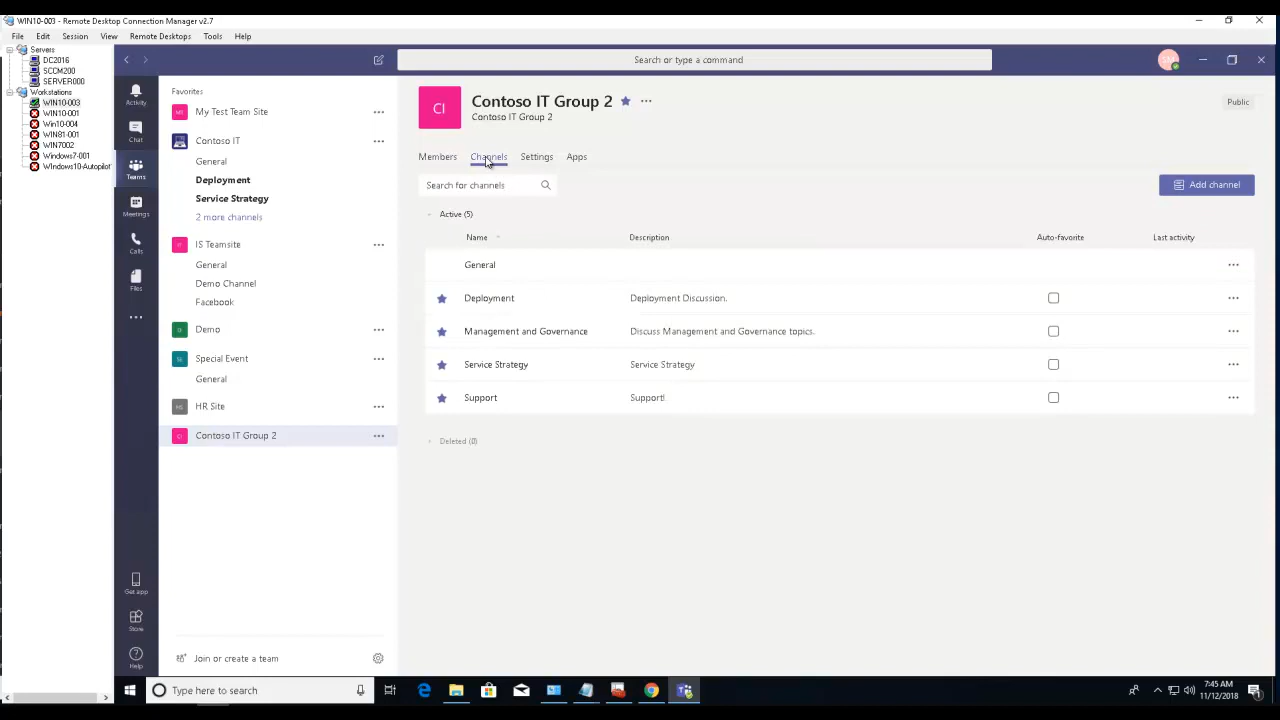 WIN10-003 - Remote Desktop Connection Manager v2.7
File Edit Session View Remote Desktops Tools Help
Servers
DC2016
SCCM200
SERVER000
Workstations
WIN10-003
WIN10-001
Win10-004
WIN81-001
WIN7002
Windows7-001
Windows10-Autopilot
Search or type a command
Activity
Chat
Teams
Meetings
Calls
Files
Get app
Store
Help
Favorites
My Test Team Site
Contoso IT
General
Deployment
Service Strategy
2 more channels
IS Teamsite
General
Demo Channel
Facebook
Demo
Special Event
General
HR Site
CI Contoso IT Group 2
Join or create a team
CI
Contoso IT Group 2
Contoso IT Group 2
Public
Members Channels Settings Apps
Search for channels
Add channel
Active (5)
Name Description Auto-favorite Last activity
General
Deployment Deployment Discussion.
Management and Governance Discuss Management and Governance topics.
Service Strategy Service Strategy
Support Support!
Deleted (0)
Type here to search
7:45 AM
11/12/2018